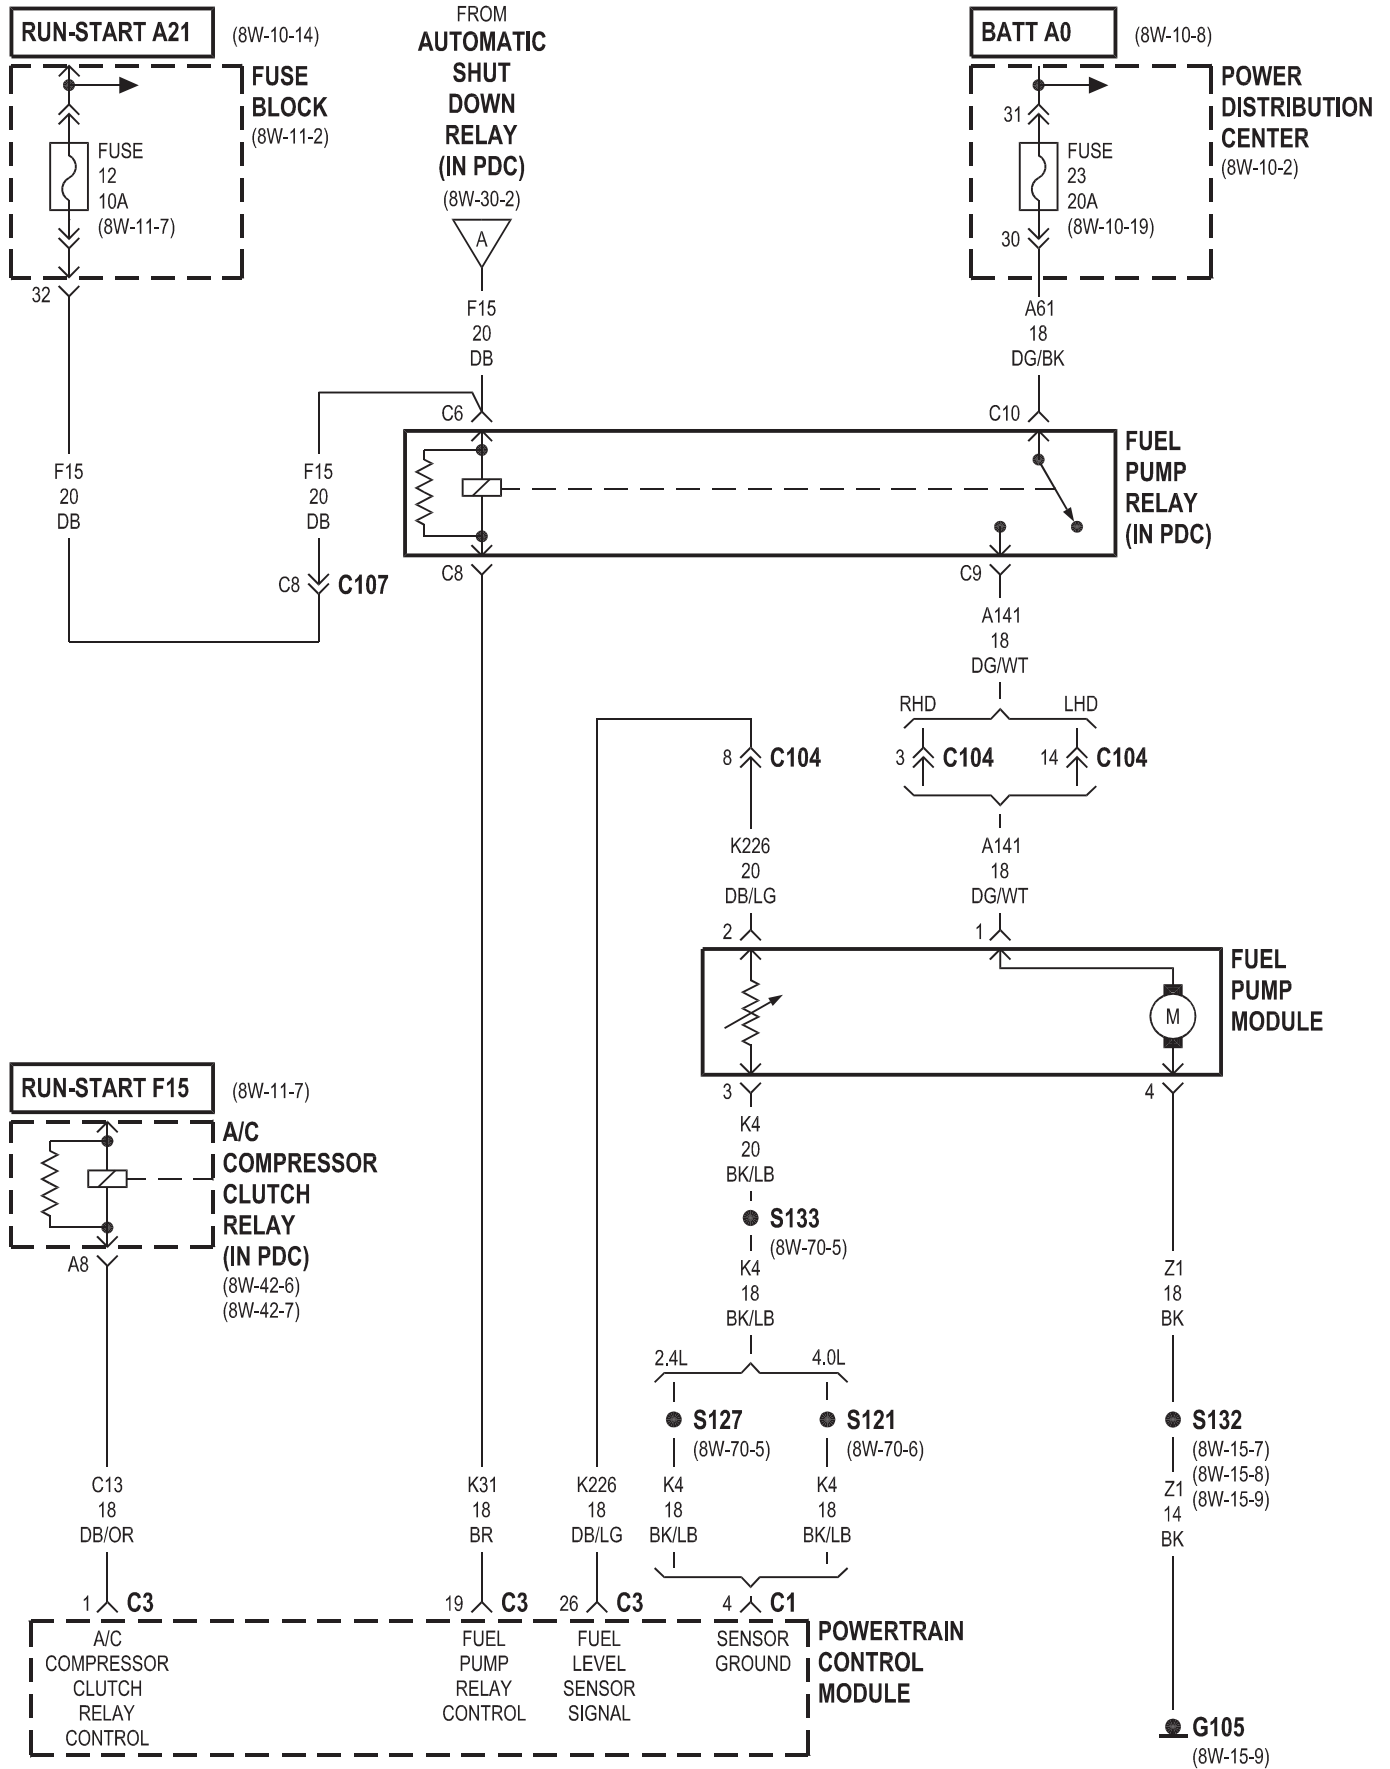 RUN-START A21
(8W-10-14)
FUSE
BLOCK
(8W-11-2)
FUSE
12
10A
(8W-11-7)
32
FROM
AUTOMATIC
SHUT
DOWN
RELAY
(IN PDC)
(8W-30-2)
A
F15
20
DB
BATT A0
(8W-10-8)
POWER
DISTRIBUTION
CENTER
(8W-10-2)
31
FUSE
23
20A
(8W-10-19)
30
A61
18
DG/BK
C6
C10
FUEL
PUMP
RELAY
(IN PDC)
F15
20
DB
F15
20
DB
C8
C107
C8
C9
A141
18
DG/WT
RHD
LHD
8
C104
3
C104
14
C104
K226
20
DB/LG
A141
18
DG/WT
2
1
FUEL
PUMP
MODULE
M
3
4
RUN-START F15
(8W-11-7)
A/C
COMPRESSOR
CLUTCH
RELAY
(IN PDC)
(8W-42-6)
(8W-42-7)
A8
K4
20
BK/LB
S133
(8W-70-5)
K4
18
BK/LB
Z1
18
BK
2.4L
4.0L
S127
(8W-70-5)
S121
(8W-70-6)
S132
(8W-15-7)
(8W-15-8)
(8W-15-9)
C13
18
DB/OR
K31
18
BR
K226
18
DB/LG
K4
18
BK/LB
K4
18
BK/LB
Z1
14
BK
1
C3
19
C3
26
C3
4
C1
A/C
COMPRESSOR
CLUTCH
RELAY
CONTROL
FUEL
PUMP
RELAY
CONTROL
FUEL
LEVEL
SENSOR
SIGNAL
SENSOR
GROUND
POWERTRAIN
CONTROL
MODULE
G105
(8W-15-9)